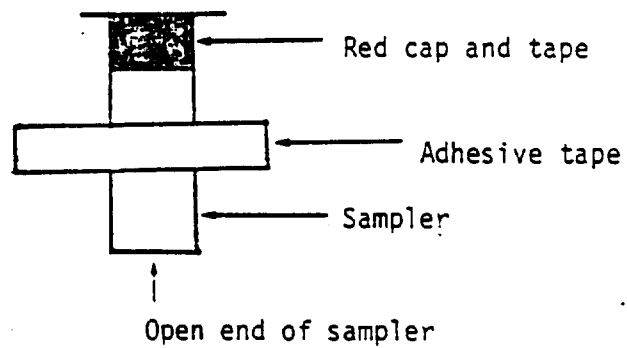 Red cap and tape
Adhesive tape
Sampler
Open end of sampler